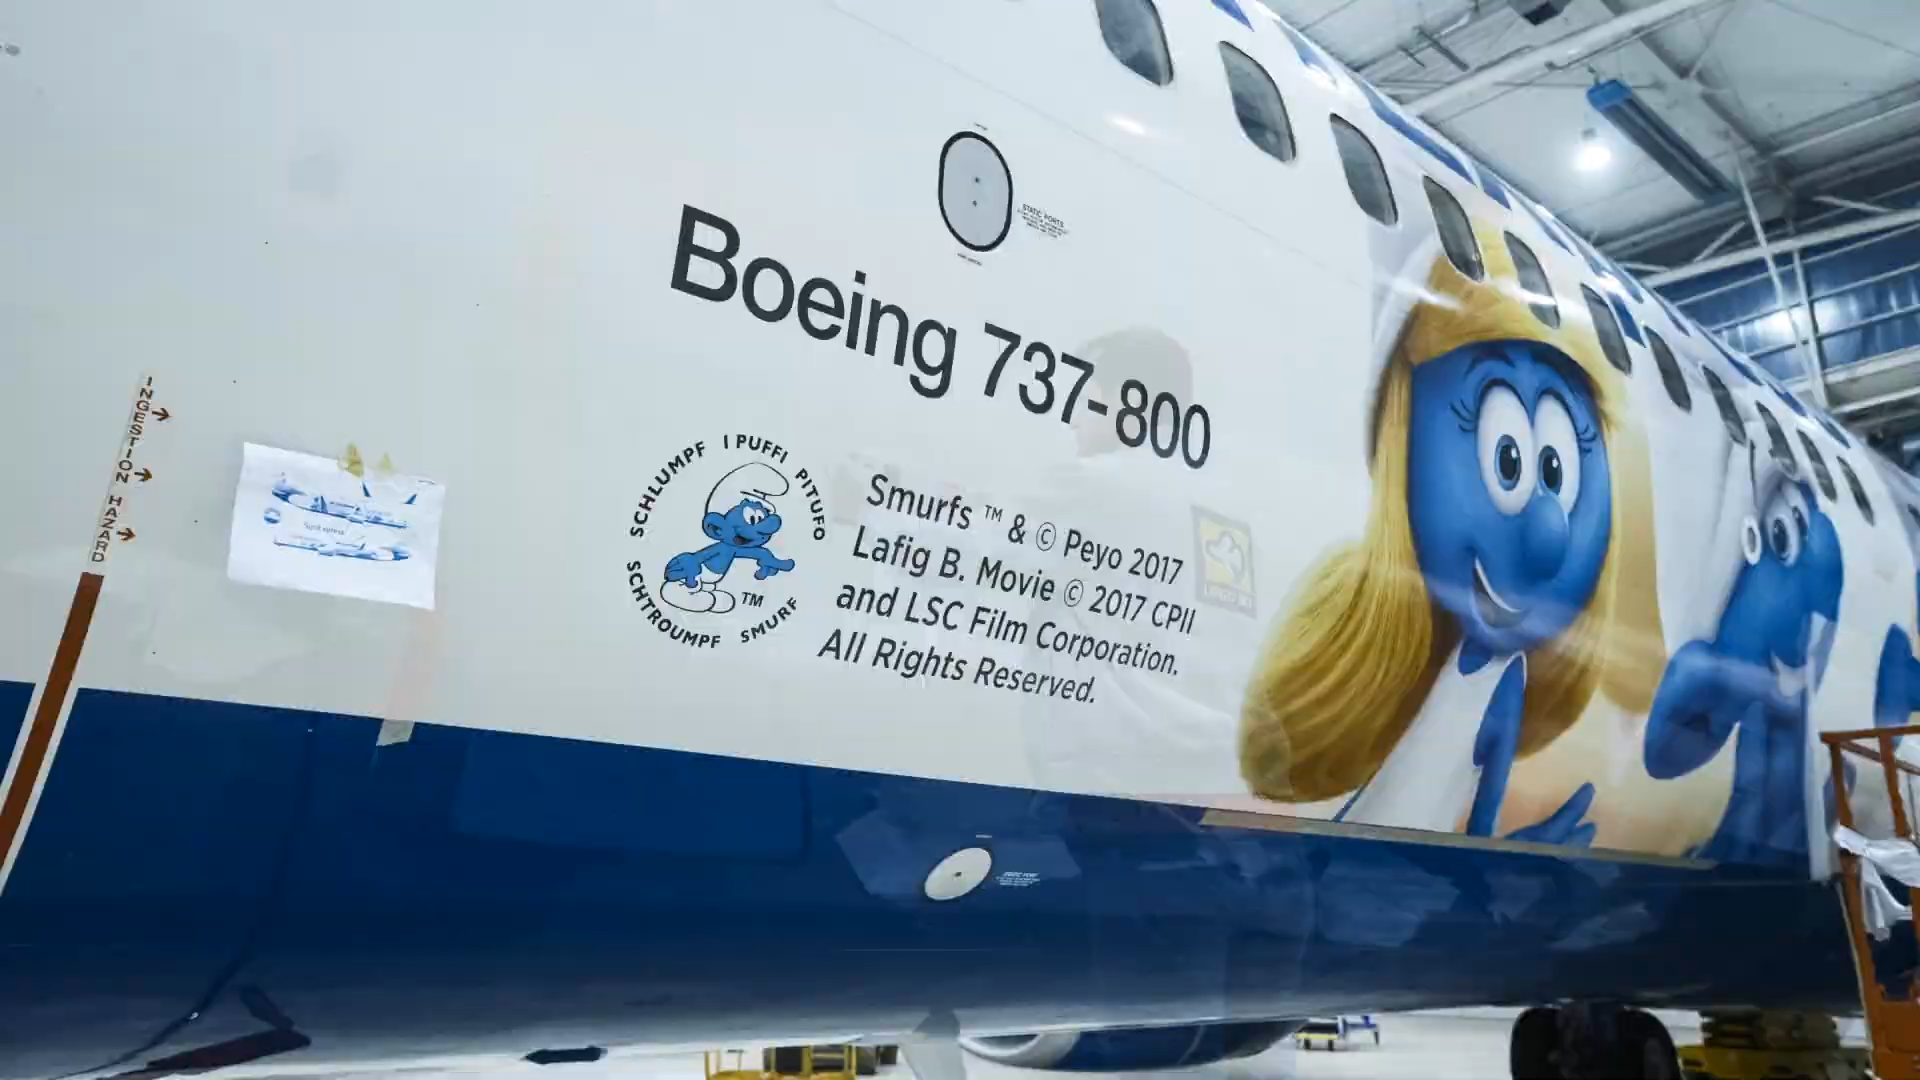 STATIC PORTS
Boeing 737-800
INGESTION HAZARD
SCHLUMPF I PUFFI PITUFO
SCHTROUMPF SMURF
TM
Smurfs ™ & © Peyo 2017
Lafig B. Movie © 2017 CPII
and LSC Film Corporation.
All Rights Reserved.